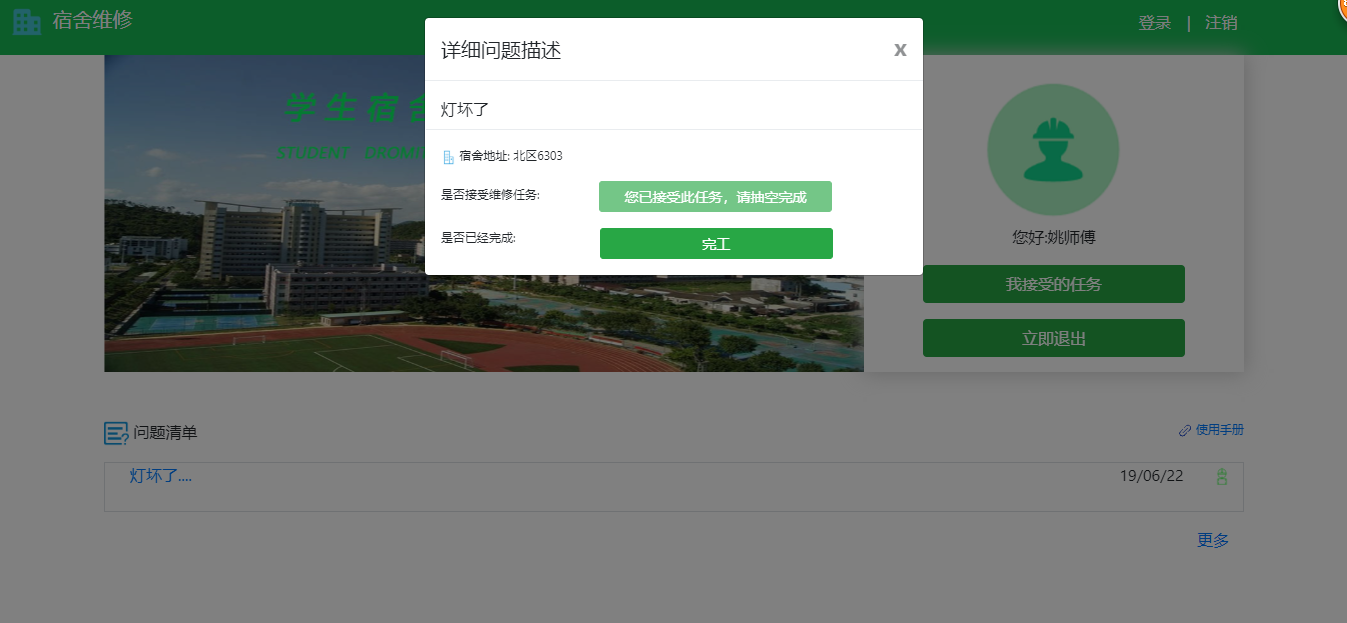 宿舍维修
登录 | 注销
详细问题描述
x
灯坏了
宿舍地址: 北区6303
是否接受维修任务:
您已接受此任务，请抽空完成
是否已经完成:
完工
学生宿舍
STUDENT
您好:姚师傅
我接受的任务
立即退出
问题清单
使用手册
灯坏了....
19/06/22
更多